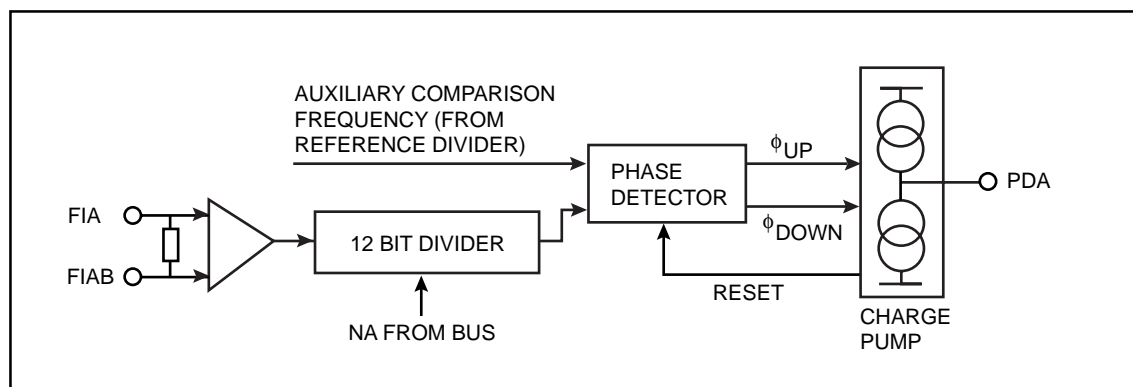 AUXILIARY COMPARISON
FREQUENCY (FROM
REFERENCE DIVIDER)
FIA
FIAB
12 BIT DIVIDER
NA FROM BUS
PHASE
DETECTOR
ϕUP
ϕDOWN
RESET
PDA
CHARGE
PUMP